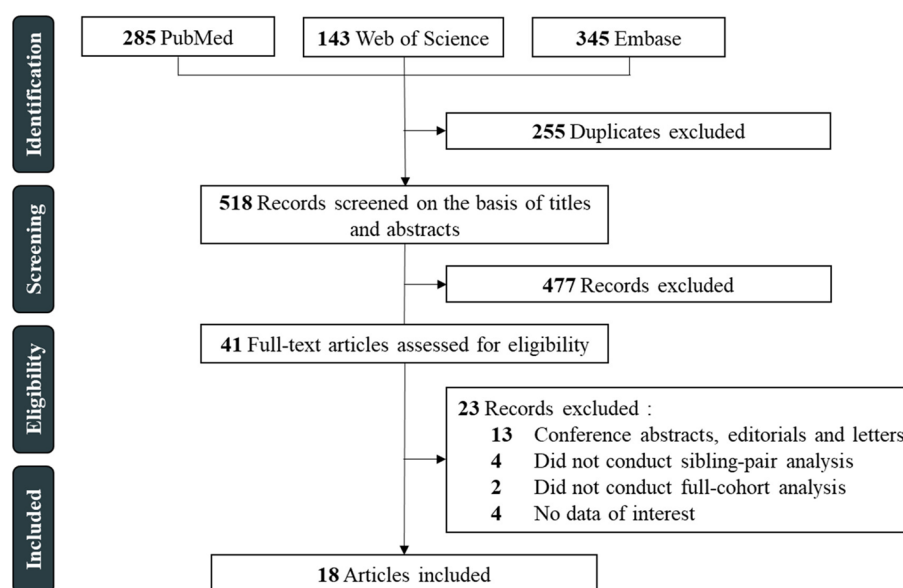 285 PubMed
143 Web of Science
345 Embase
Identification
255 Duplicates excluded
518 Records screened on the basis of titles
and abstracts
Screening
477 Records excluded
41 Full-text articles assessed for eligibility
Eligibility
23 Records excluded :
13 Conference abstracts, editorials and letters
4 Did not conduct sibling-pair analysis
2 Did not conduct full-cohort analysis
4 No data of interest
Included
18 Articles included